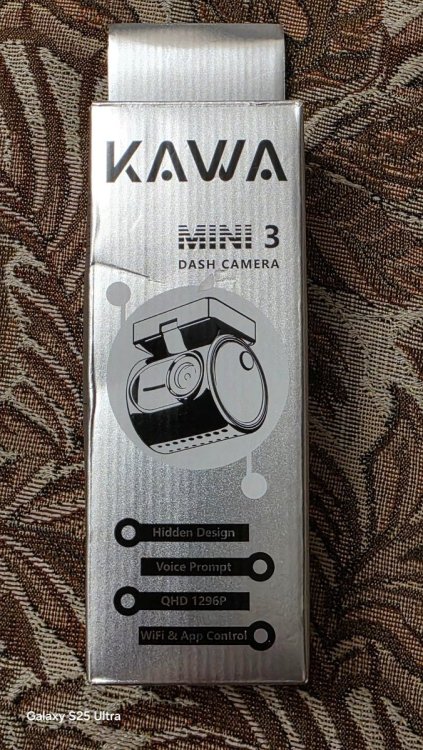 KAWA
MINI 3
DASH CAMERA
Hidden Design
Voice Prompt
QHD 1296P
WiFi & App Control
Galaxy S25 Ultra